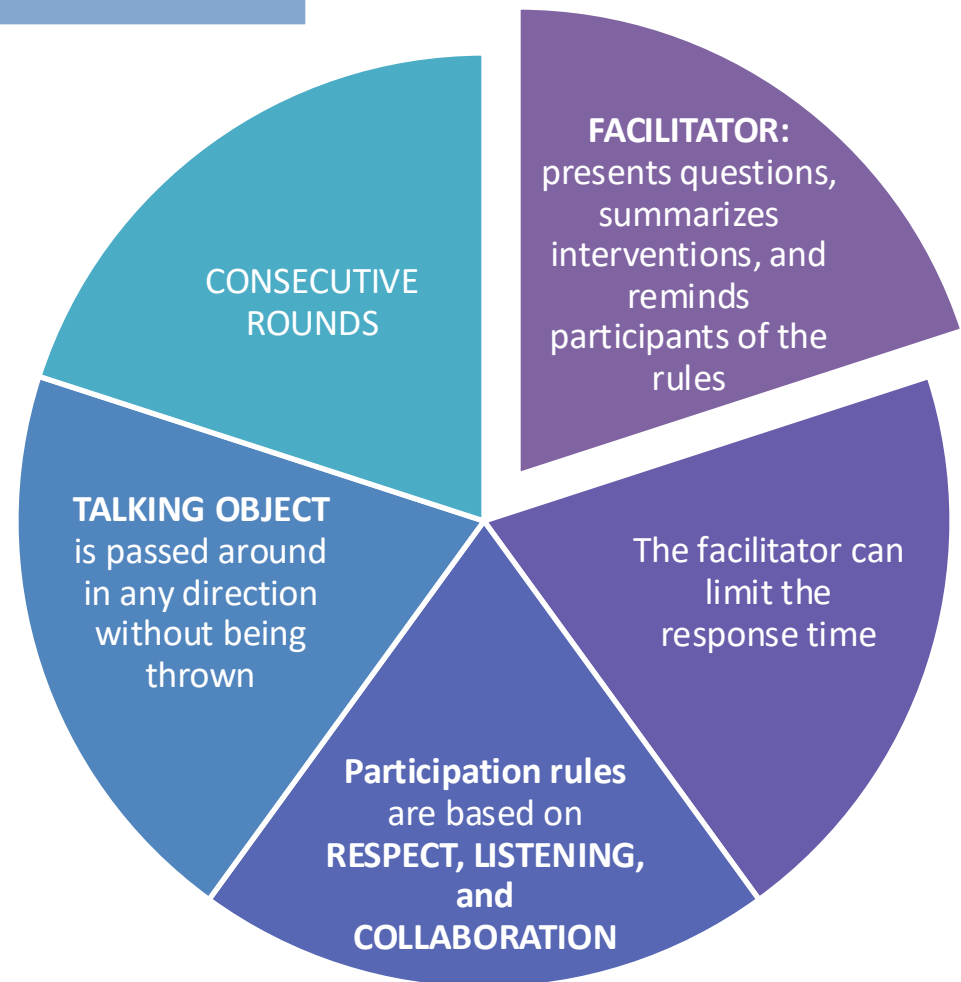 FACILITATOR:
presents questions,
summarizes
interventions, and
reminds
participants of the
rules
The facilitator can
limit the
response time
Participation rules
are based on
RESPECT, LISTENING,
and
COLLABORATION
TALKING OBJECT
is passed around
in any direction
without being
thrown
CONSECUTIVE
ROUNDS